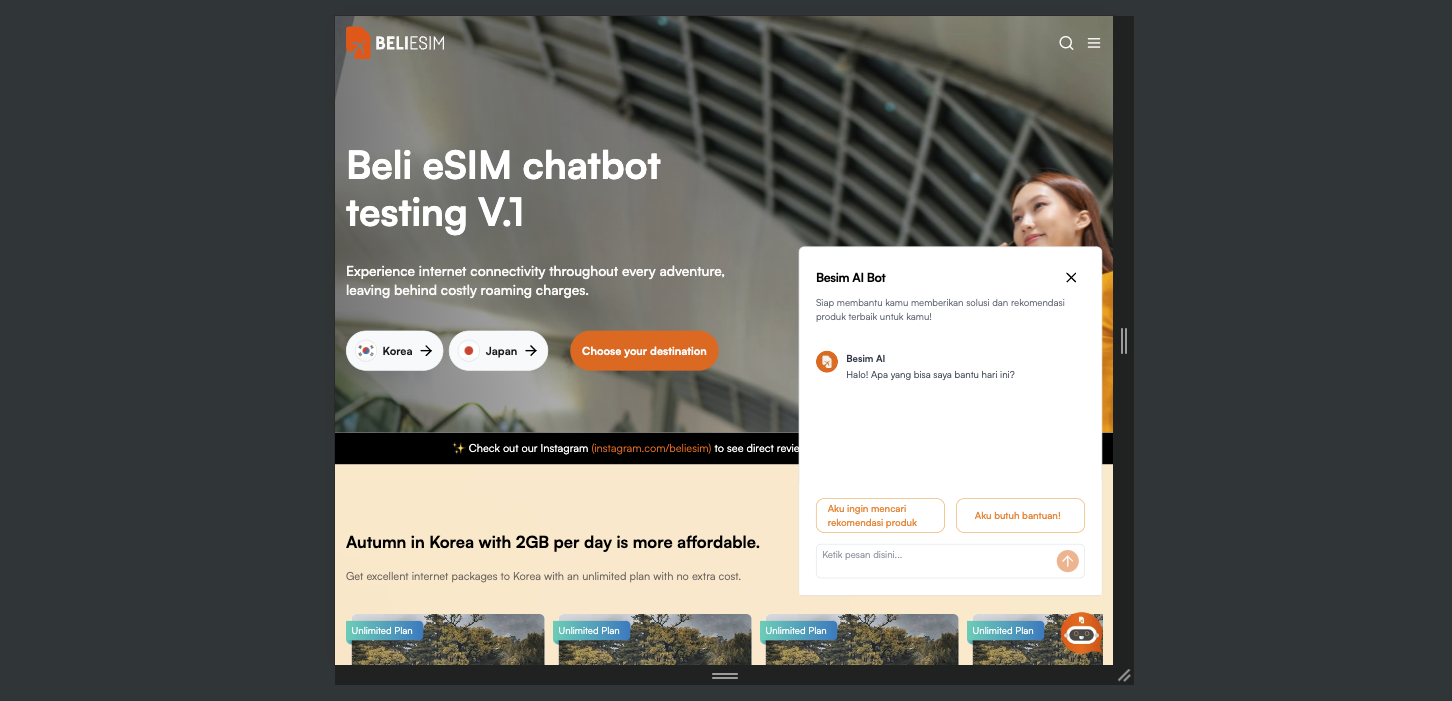 BELIESIM
Beli eSIM chatbot
testing V.1
Experience internet connectivity throughout every adventure,
leaving behind costly roaming charges.
Korea
Japan
Choose your destination
✨ Check out our Instagram (instagram.com/beliesim) to see direct
Besim AI Bot
Siap membantu kamu memberikan solusi dan rekomendasi
produk terbaik untuk kamu!
Besim AI
Halo! Apa yang bisa saya bantu hari ini?
Aku ingin mencari
rekomendasi produk
Aku butuh bantuan!
Ketik pesan disini...
Autumn in Korea with 2GB per day is more affordable.
Get excellent internet packages to Korea with an unlimited plan with no extra cost.
Unlimited Plan
Unlimited Plan
Unlimited Plan
Unlimited Plan